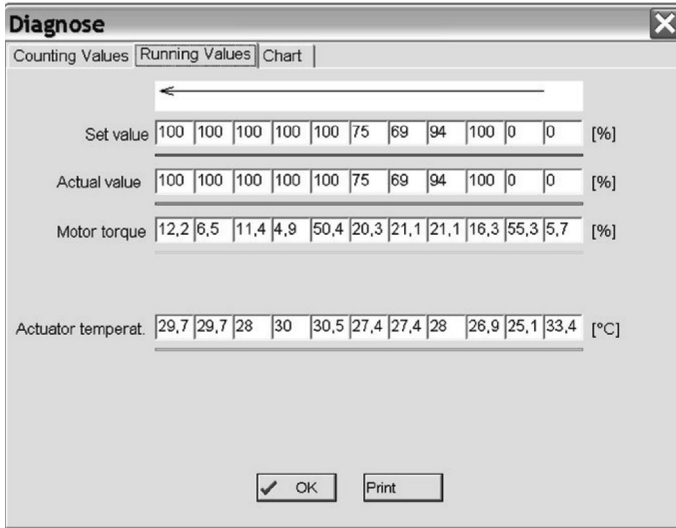 Diagnose
Counting Values Running Values Chart
Set value 100 100 100 100 100 75 69 94 100 0 0 [%]
Actual value 100 100 100 100 100 75 69 94 100 0 0 [%]
Motor torque 12,2 6,5 11,4 4,9 50,4 20,3 21,1 21,1 16,3 55,3 5,7 [%]
Actuator temperat. 29,7 29,7 28 30 30,5 27,4 27,4 28 26,9 25,1 33,4 [°C]
OK Print